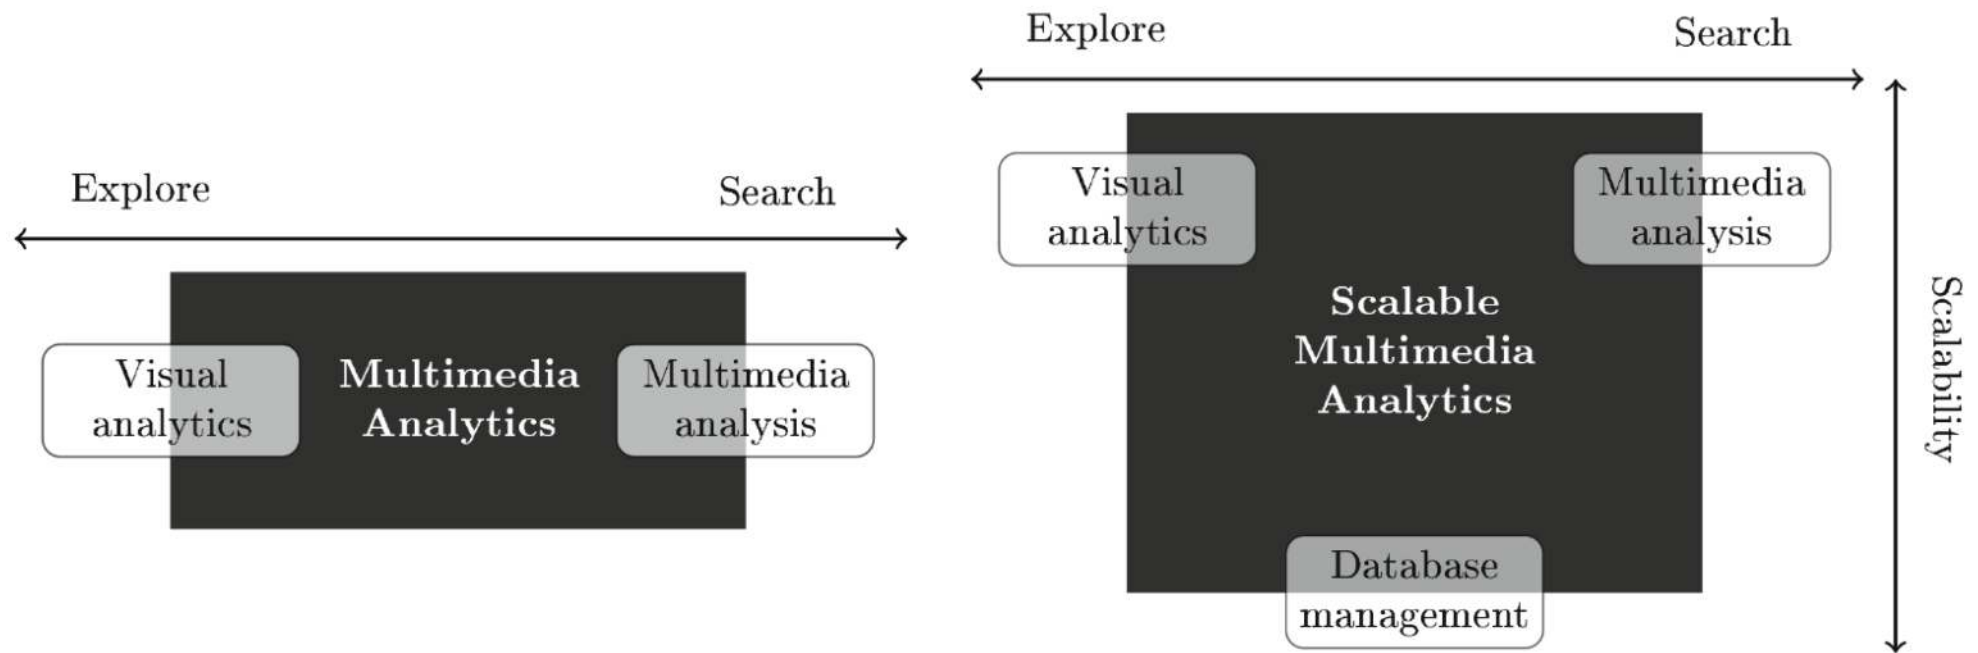 Explore
Search
Visual
analytics
Multimedia
Analytics
Multimedia
analysis
Explore
Search
Visual
analytics
Multimedia
analysis
Scalable
Multimedia
Analytics
Database
management
Scalability